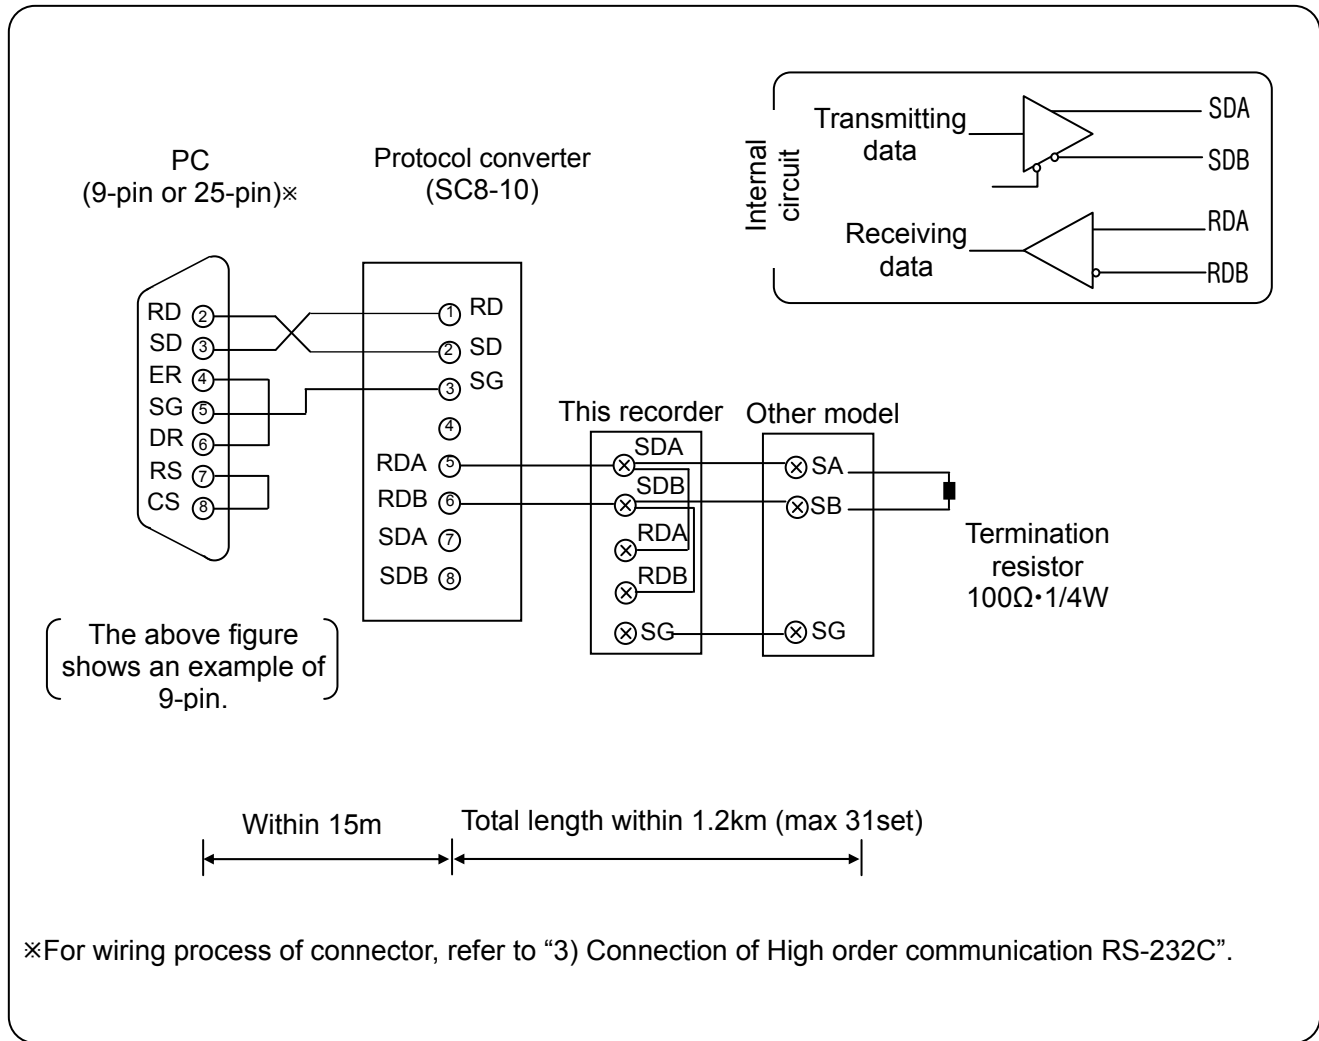 PC
(9-pin or 25-pin)※
Protocol converter
(SC8-10)
Internal
circuit
Transmitting
data
SDA
SDB
Receiving
data
RDA
RDB
RD ②
SD ③
ER ④
SG ⑤
DR ⑥
RS ⑦
CS ⑧
① RD
② SD
③ SG
④
RDA ⑤
RDB ⑥
SDA ⑦
SDB ⑧
This recorder
SDA
SDB
RDA
RDB
SG
Other model
SA
SB
SG
Termination
resistor
100Ω・1/4W
The above figure
shows an example of
9-pin.
Within 15m
Total length within 1.2km (max 31set)
※For wiring process of connector, refer to “3) Connection of High order communication RS-232C”.